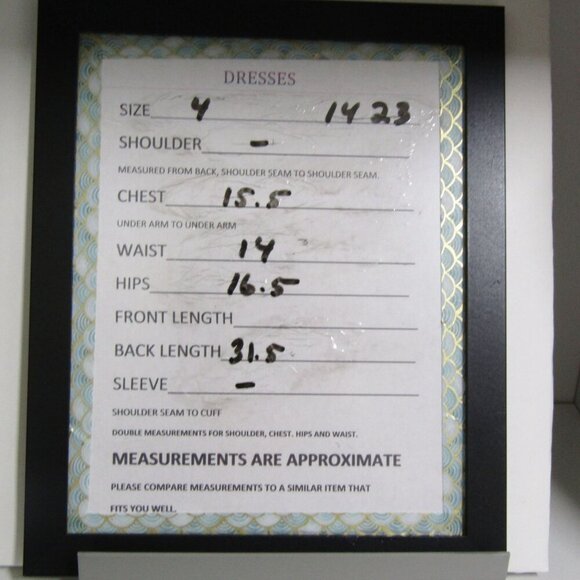 DRESSES
SIZE 4 1423
SHOULDER -
MEASURED FROM BACK, SHOULDER SEAM TO SHOULDER SEAM.
CHEST 15.5
UNDER ARM TO UNDER ARM
WAIST 14
HIPS 16.5
FRONT LENGTH
BACK LENGTH 31.5
SLEEVE -
SHOULDER SEAM TO CUFF
DOUBLE MEASUREMENTS FOR SHOULDER, CHEST. HIPS AND WAIST.
MEASUREMENTS ARE APPROXIMATE
PLEASE COMPARE MEASUREMENTS TO A SIMILAR ITEM THAT
FITS YOU WELL.